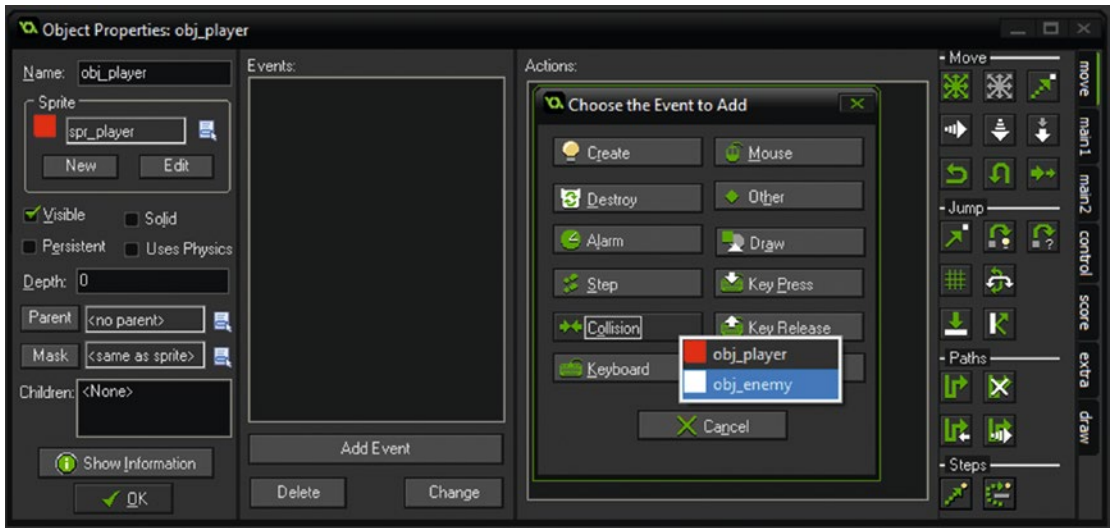 Object Properties: obj_player
Name: obj_player
Sprite
spr_player
New Edit
Visible Solid
Persistent Uses Physics
Depth: 0
Parent <no parent>
Mask <same as sprite>
Children: <None>
Show Information
OK
Events:
Add Event
Delete Change
Actions:
Choose the Event to Add
Create Mouse
Destroy Other
Alarm Draw
Step Key Press
Collision Key Release
obj_player
Keyboard obj_enemy
Cancel
Move
Jump
Paths
Steps
move
main1
main2
control
score
extra
draw